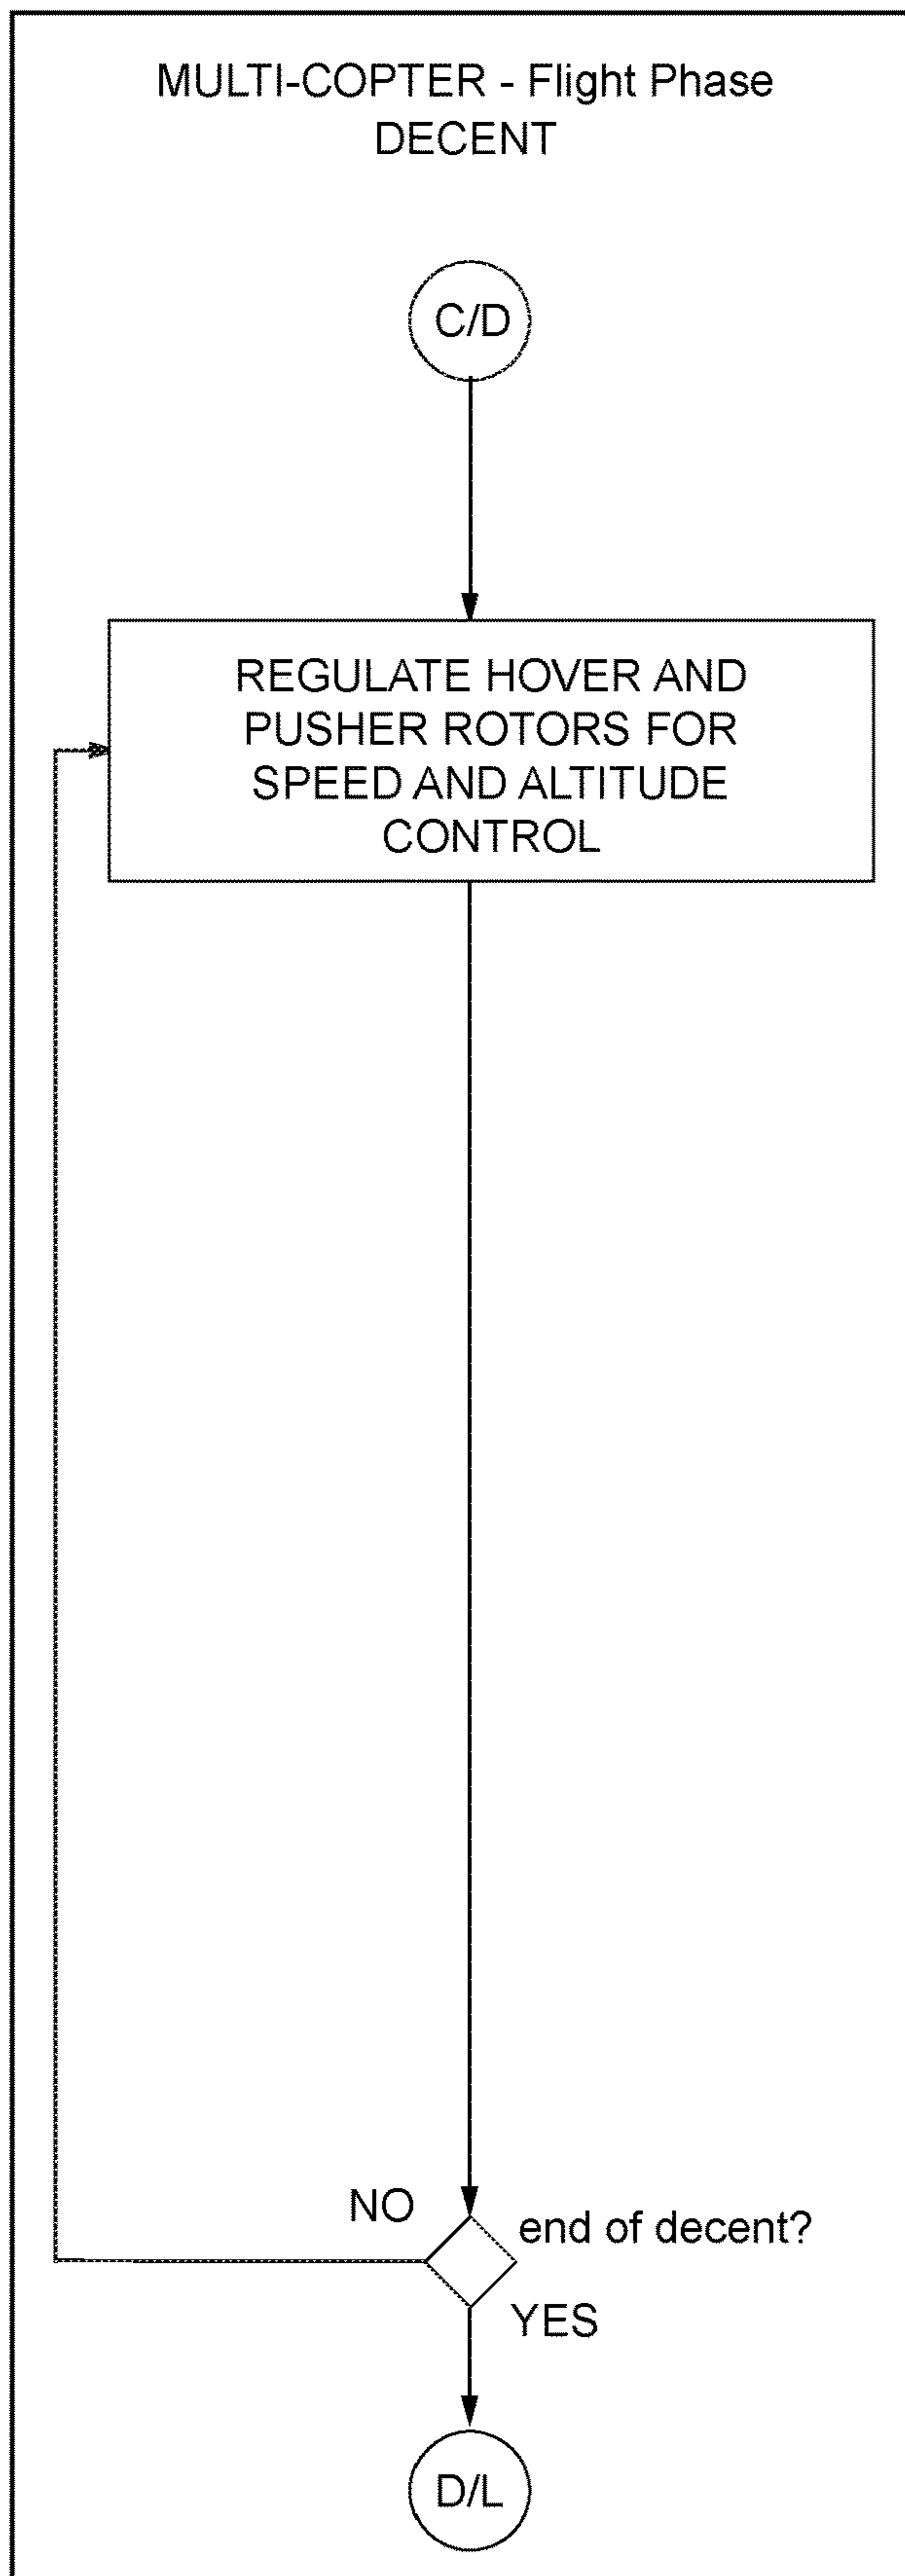 MULTI-COPTER - Flight Phase
DECENT
C/D
REGULATE HOVER AND
PUSHER ROTORS FOR
SPEED AND ALTITUDE
CONTROL
NO
end of decent?
YES
D/L